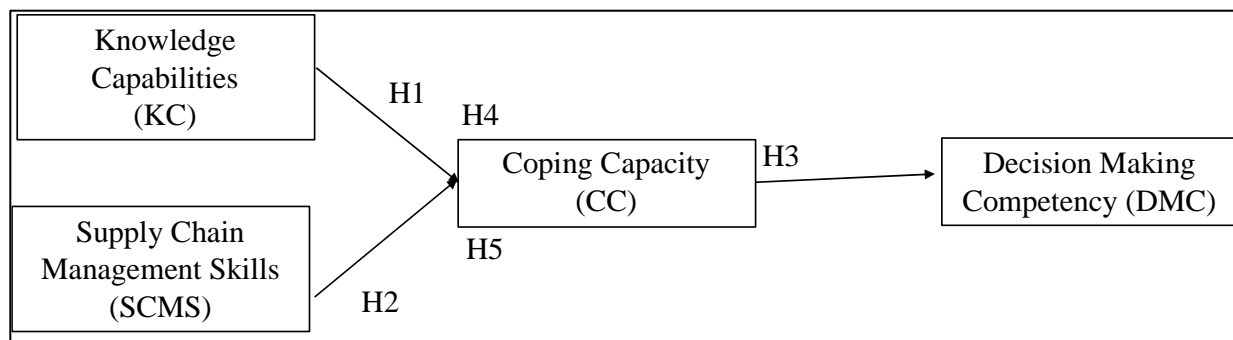 Knowledge
Capabilities
(KC)
H1
H4
Coping Capacity
(CC)
H3
Decision Making
Competency (DMC)
Supply Chain
Management Skills
(SCMS)
H5
H2